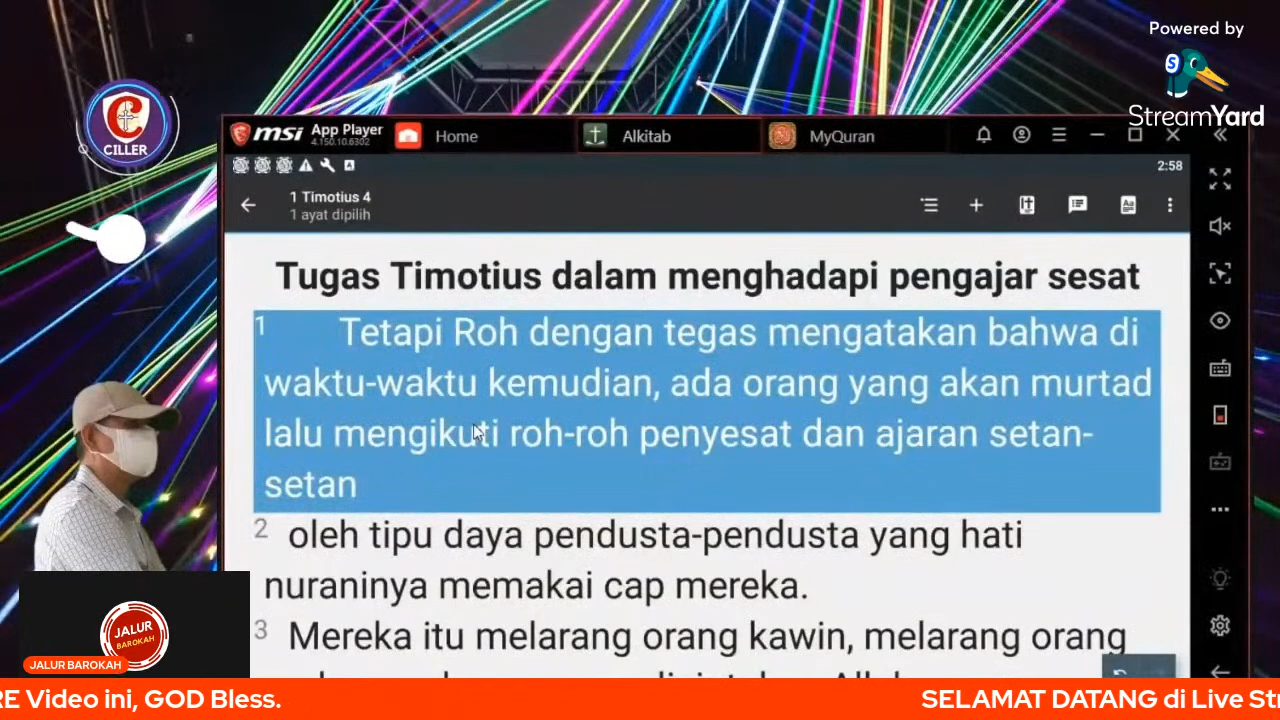 Powered by
StreamYard
CILLER
msi App Player
4.150.10.6302
Home
Alkitab
MyQuran
2:58
1 Timotius 4
1 ayat dipilih
Tugas Timotius dalam menghadapi pengajar sesat
1 Tetapi Roh dengan tegas mengatakan bahwa di
waktu-waktu kemudian, ada orang yang akan murtad
lalu mengikuti roh-roh penyesat dan ajaran setan-
setan
2 oleh tipu daya pendusta-pendusta yang hati
nuraninya memakai cap mereka.
3 Mereka itu melarang orang kawin, melarang orang
JALUR
BAROKAH
JALUR BAROKAH
RE Video ini, GOD Bless.
SELAMAT DATANG di Live Str